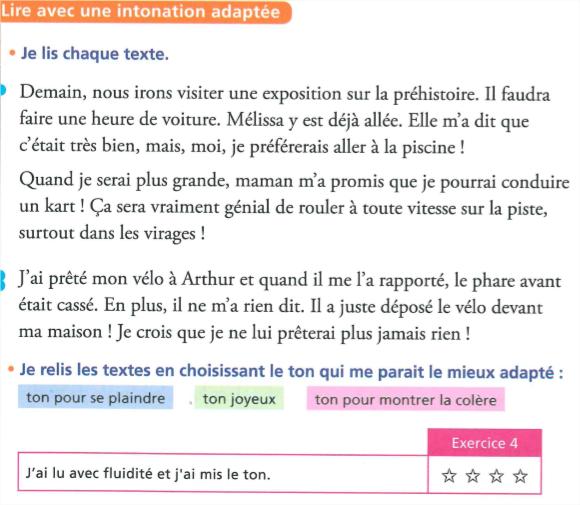 Lire avec une intonation adaptée
• Je lis chaque texte.
Demain, nous irons visiter une exposition sur la préhistoire. Il faudra
faire une heure de voiture. Mélissa y est déjà allée. Elle m'a dit que
c'était très bien, mais, moi, je préférerais aller à la piscine !
Quand je serai plus grande, maman m'a promis que je pourrai conduire
un kart ! Ça sera vraiment génial de rouler à toute vitesse sur la piste,
surtout dans les virages !
J'ai prêté mon vélo à Arthur et quand il me l'a rapporté, le phare avant
était cassé. En plus, il ne m'a rien dit. Il a juste déposé le vélo devant
ma maison ! Je crois que je ne lui prêterai plus jamais rien !
• Je relis les textes en choisissant le ton qui me parait le mieux adapté :
ton pour se plaindre ton joyeux ton pour montrer la colère
Exercice 4
J'ai lu avec fluidité et j'ai mis le ton. ☆ ☆ ☆ ☆